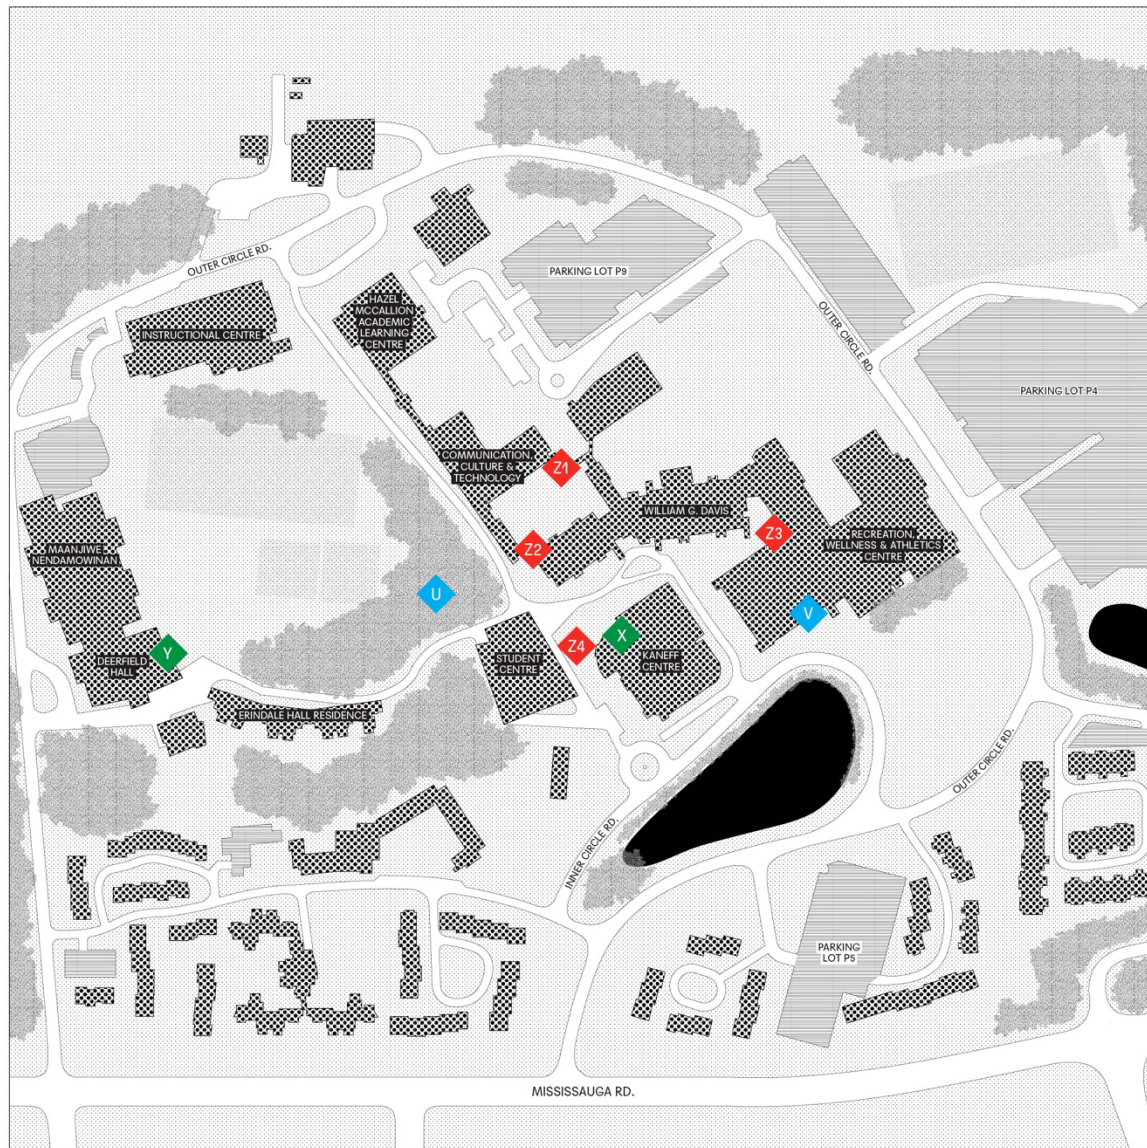 OUTER CIRCLE RD.
PARKING LOT P9
INSTRUCTIONAL CENTRE
HAZEL
MCCALLION
ACADEMIC
LEARNING
CENTRE
OUTER CIRCLE RD.
PARKING LOT P4
COMMUNICATION,
CULTURE &
TECHNOLOGY
Z1
WILLIAM G. DAVIS
Z2
Z3
RECREATION,
WELLNESS & ATHLETICS
CENTRE
MAANJIWE
NENDAMOWINAN
U
V
Y
DEERFIELD
HALL
STUDENT
CENTRE
Z4
X
KANEFF
CENTRE
ERINDALE HALL RESIDENCE
OUTER CIRCLE RD.
INNER CIRCLE RD.
PARKING
LOT P5
MISSISSAUGA RD.